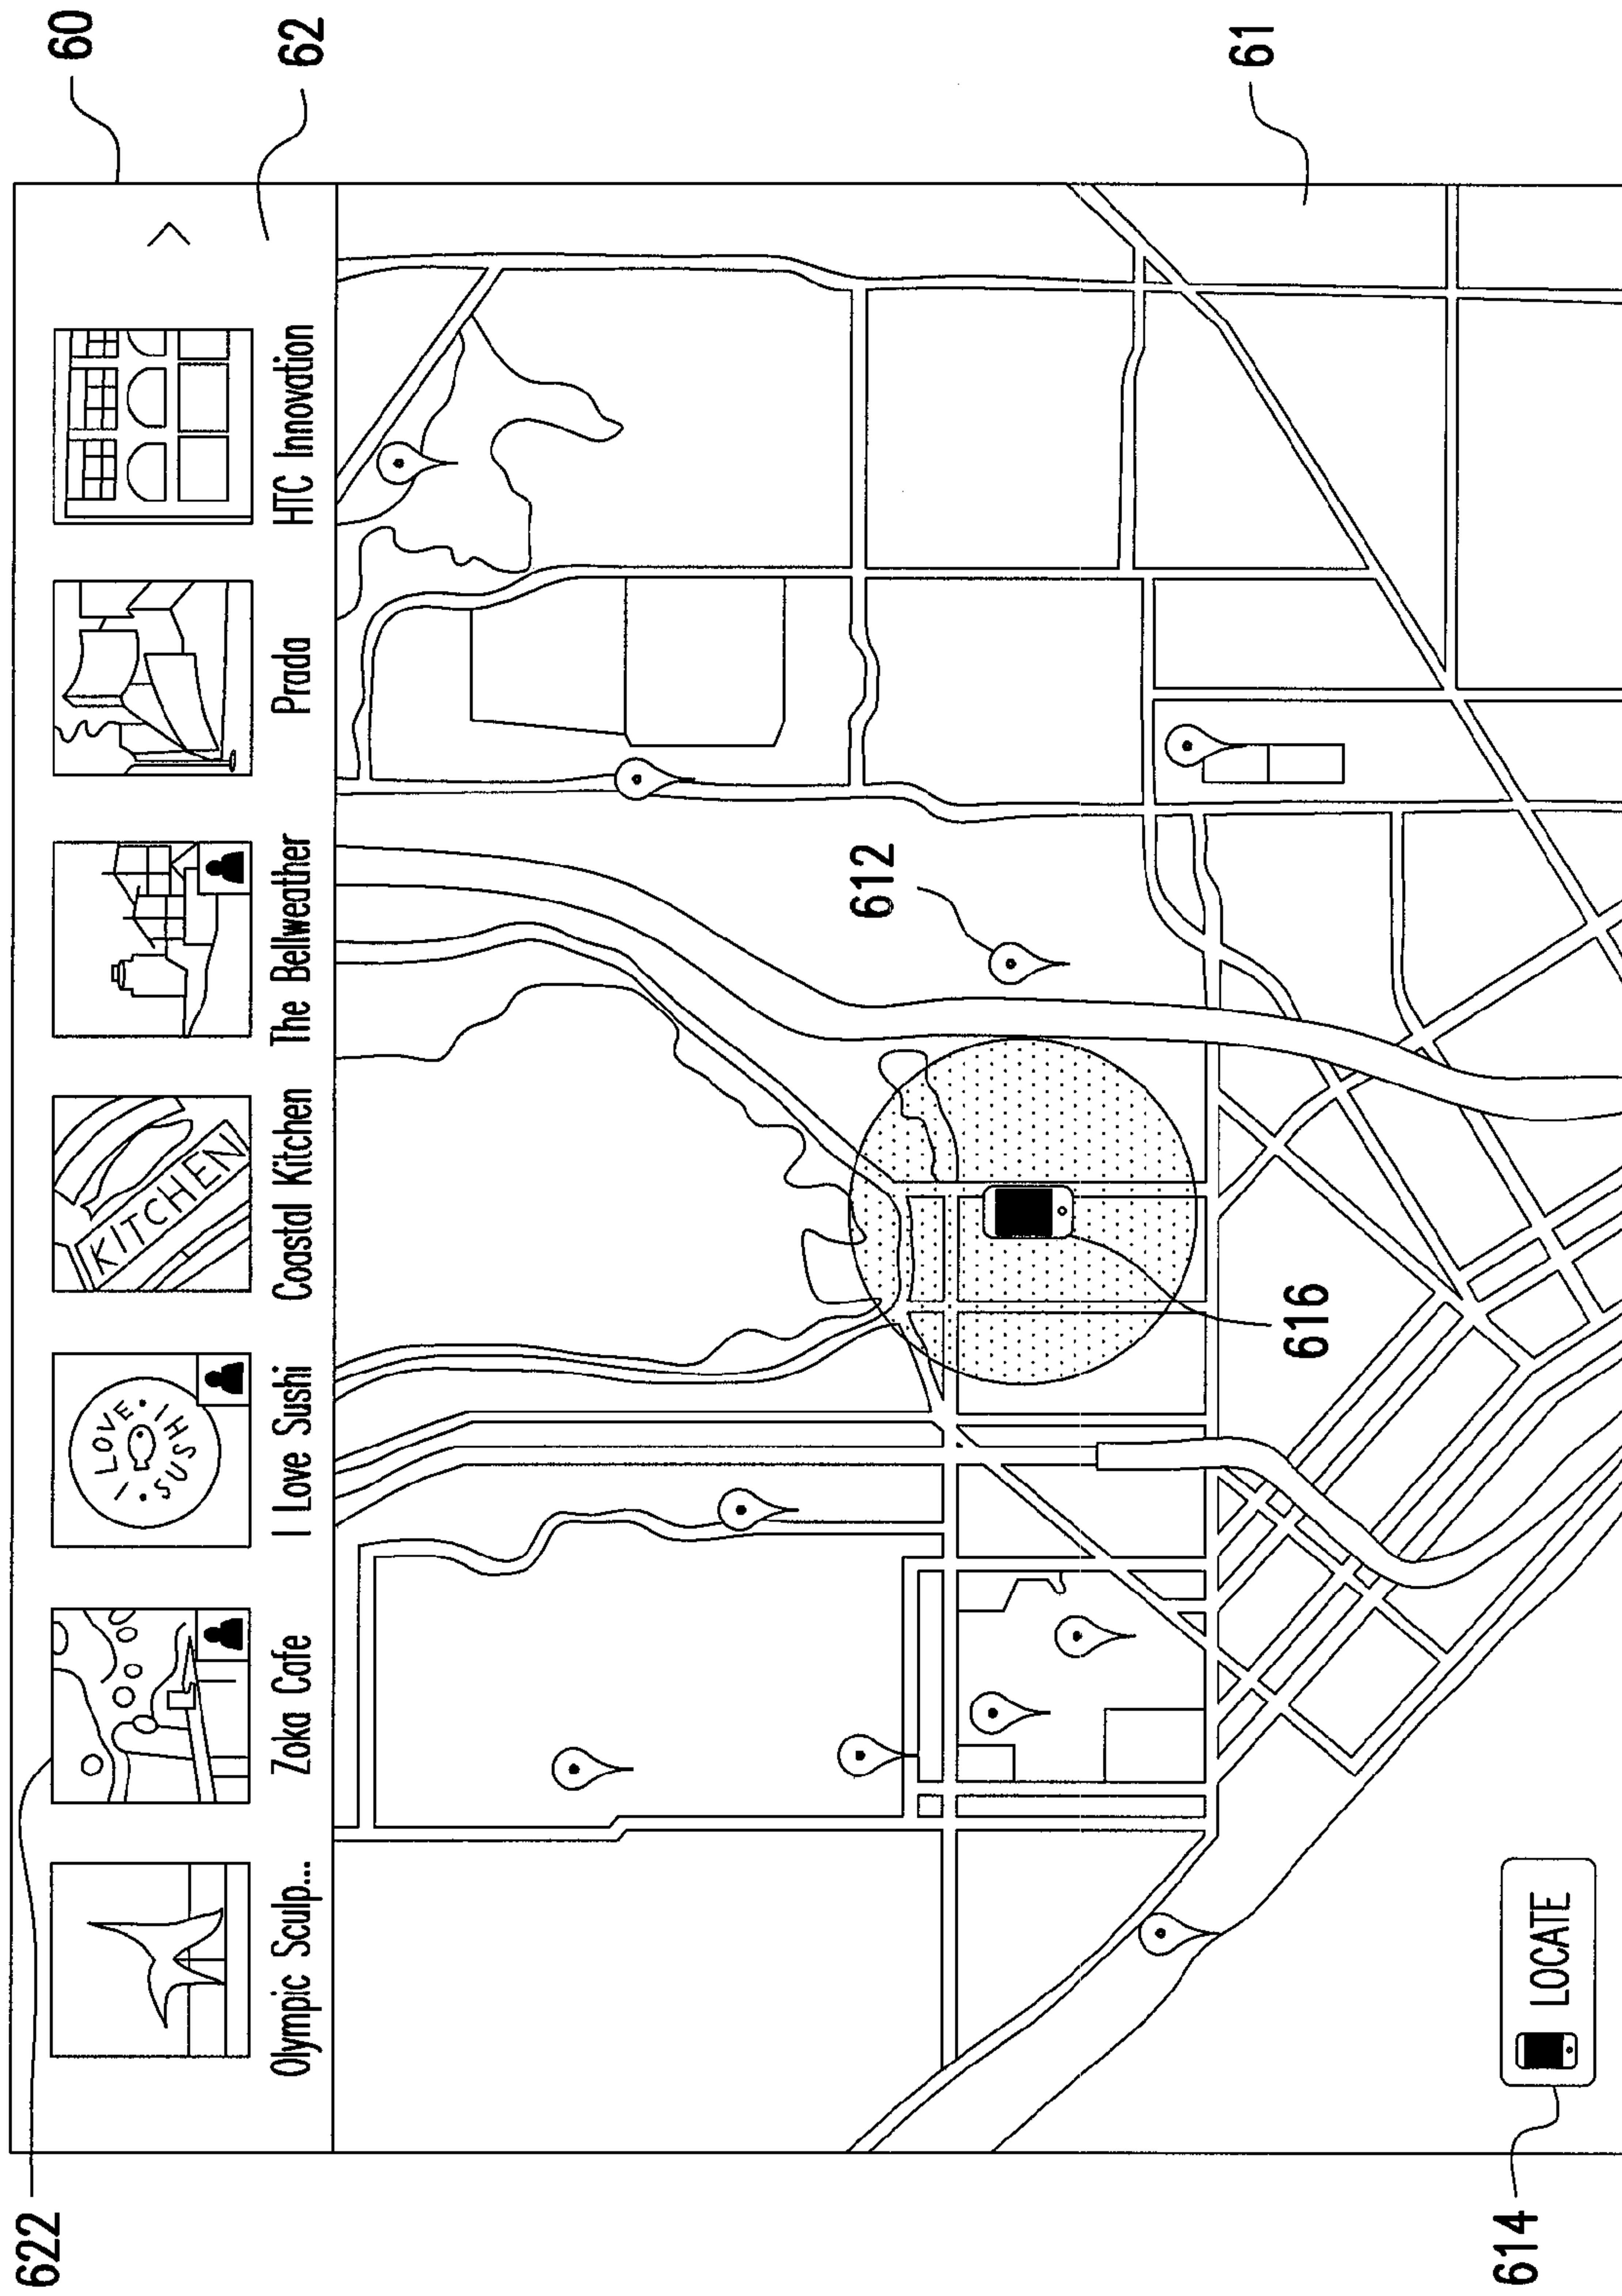 622
60
62
Olympic Sculp...
Zoka Cafe
I LOVE
SUSHI
I Love Sushi
KITCHEN
Coastal Kitchen
The Bellweather
Prada
HTC Innovation
612
616
61
614
LOCATE